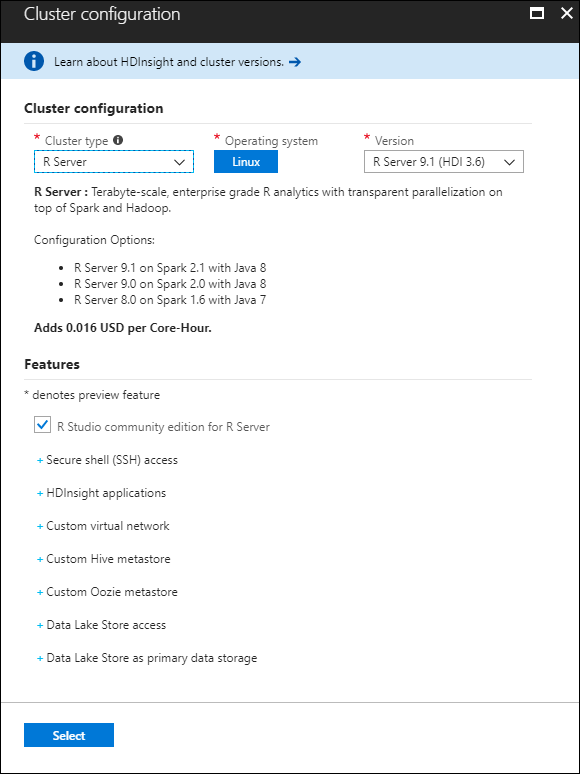 Cluster configuration
Learn about HDInsight and cluster versions. →
Cluster configuration
* Cluster type * Operating system * Version
R Server Linux R Server 9.1 (HDI 3.6)
R Server : Terabyte-scale, enterprise grade R analytics with transparent parallelization on
top of Spark and Hadoop.
Configuration Options:
• R Server 9.1 on Spark 2.1 with Java 8
• R Server 9.0 on Spark 2.0 with Java 8
• R Server 8.0 on Spark 1.6 with Java 7
Adds 0.016 USD per Core-Hour.
Features
* denotes preview feature
R Studio community edition for R Server
+ Secure shell (SSH) access
+ HDInsight applications
+ Custom virtual network
+ Custom Hive metastore
+ Custom Oozie metastore
+ Data Lake Store access
+ Data Lake Store as primary data storage
Select